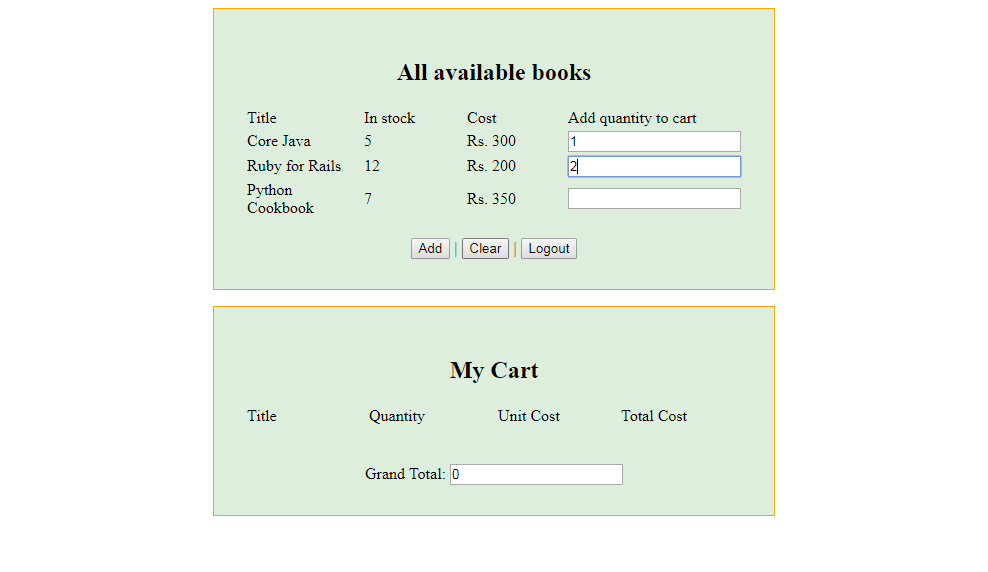 All available books
Title In stock Cost Add quantity to cart
Core Java 5 Rs. 300 1
Ruby for Rails 12 Rs. 200 2
Python
Cookbook 7 Rs. 350
Add | Clear | Logout
My Cart
Title Quantity Unit Cost Total Cost
Grand Total: 0